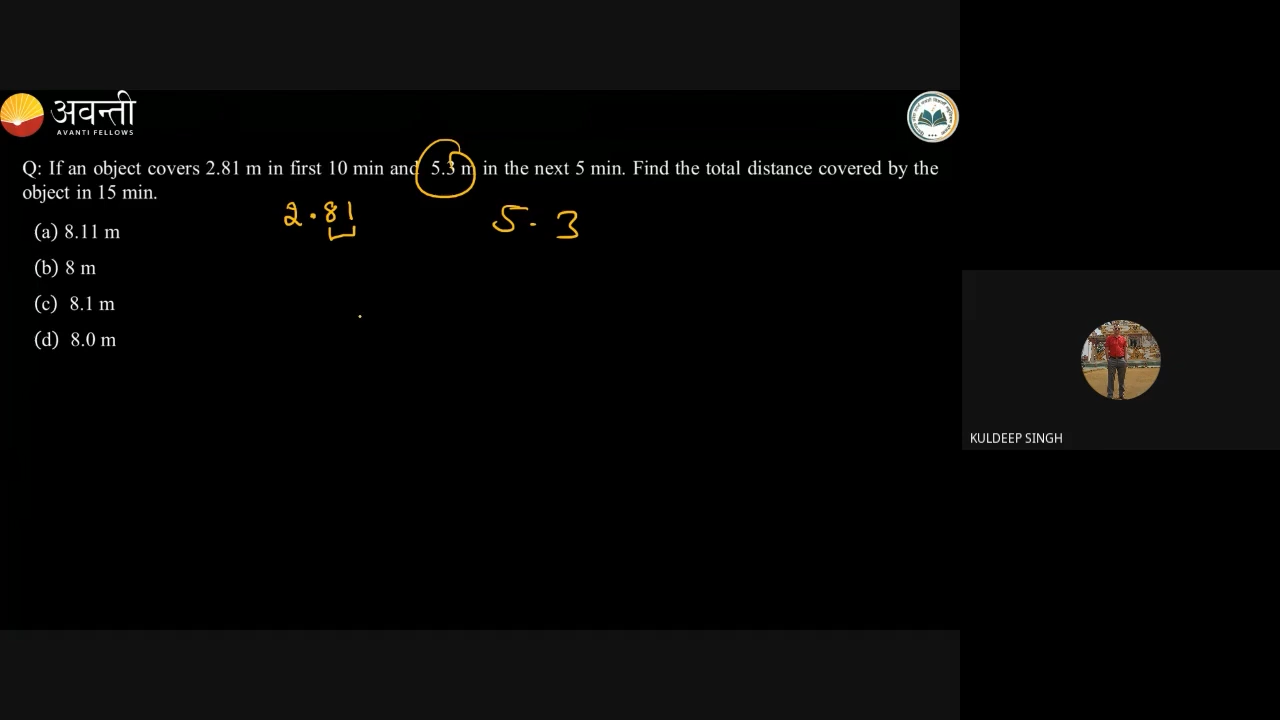 अवन्ती
AVANTI FELLOWS
Q: If an object covers 2.81 m in first 10 min and 5.3 m in the next 5 min. Find the total distance covered by the
object in 15 min.
2.81 5.3
(a) 8.11 m
(b) 8 m
(c) 8.1 m
(d) 8.0 m
KULDEEP SINGH